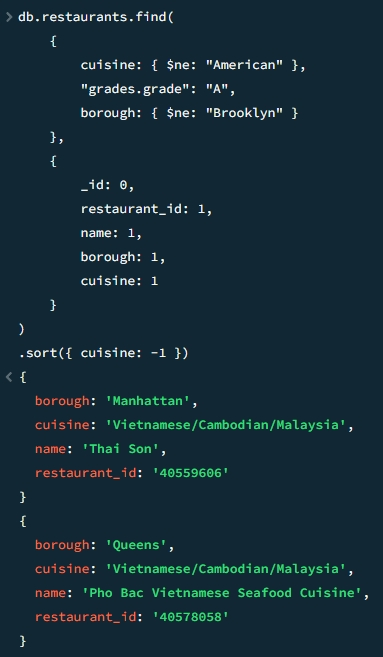 > db.restaurants.find(
{
cuisine: { $ne: "American" },
"grades.grade": "A",
borough: { $ne: "Brooklyn" }
},
{
_id: 0,
restaurant_id: 1,
name: 1,
borough: 1,
cuisine: 1
}
)
.sort({ cuisine: -1 })
< {
borough: 'Manhattan',
cuisine: 'Vietnamese/Cambodian/Malaysia',
name: 'Thai Son',
restaurant_id: '40559606'
}
{
borough: 'Queens',
cuisine: 'Vietnamese/Cambodian/Malaysia',
name: 'Pho Bac Vietnamese Seafood Cuisine',
restaurant_id: '40578058'
}